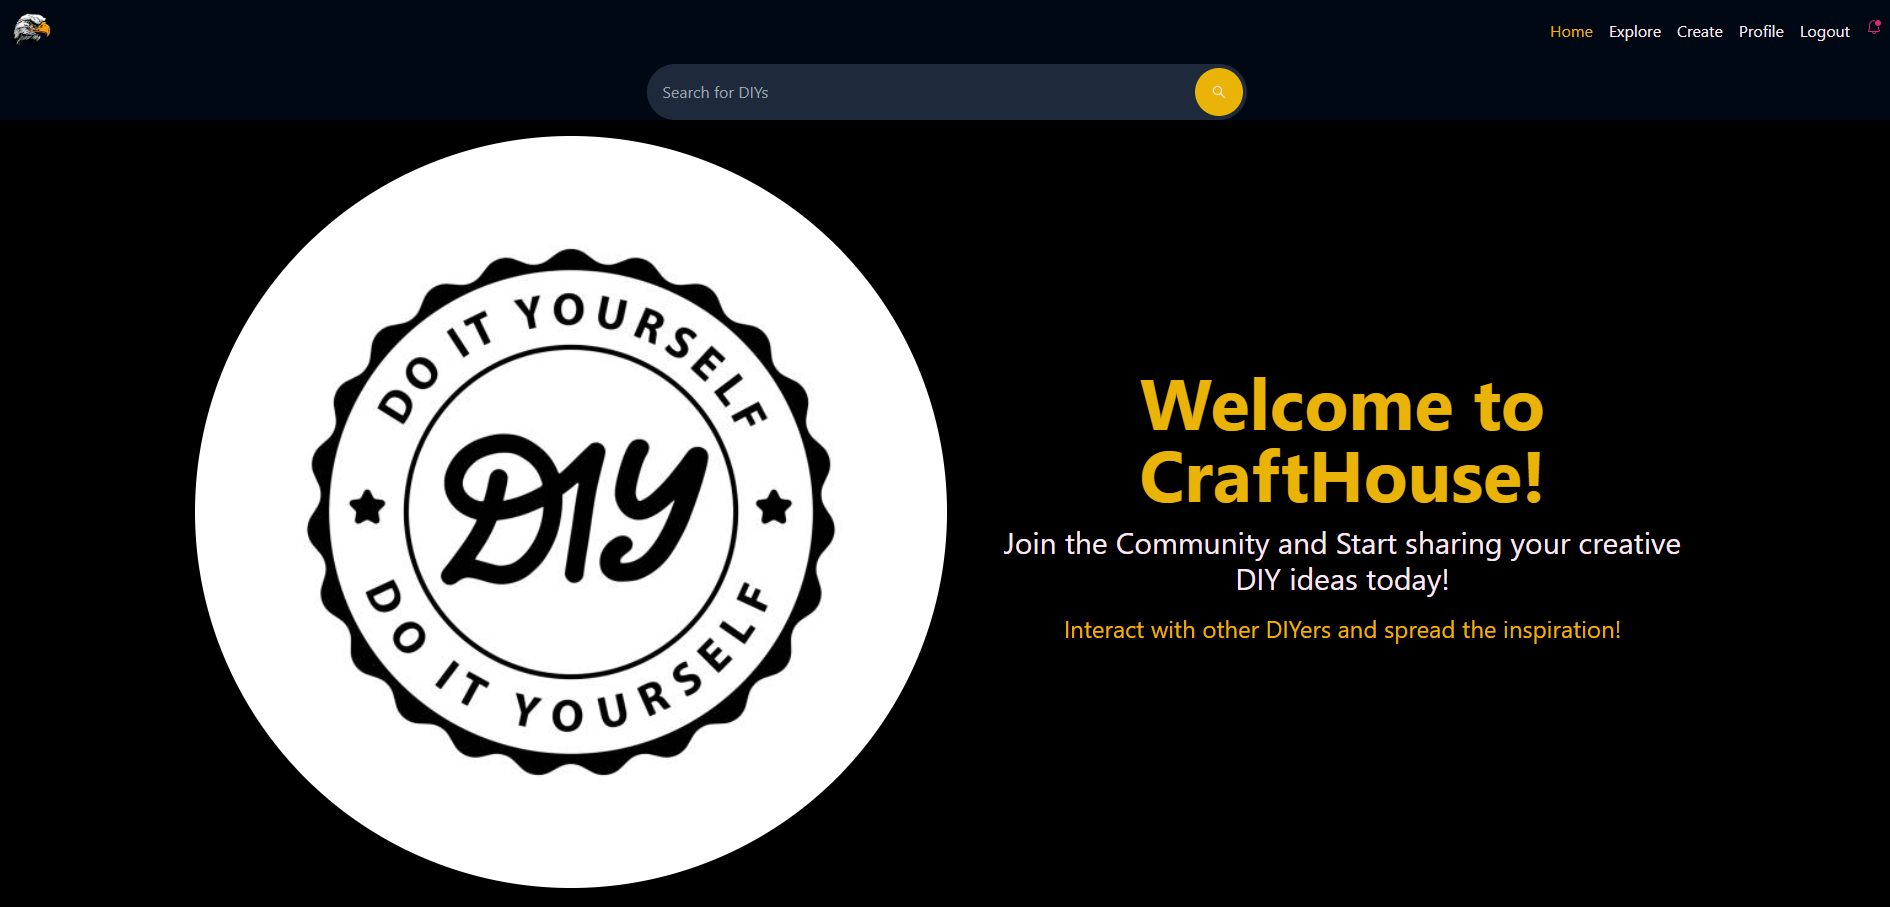 Home Explore Create Profile Logout
Search for DIYs
DO IT YOURSELF
DIY
DO IT YOURSELF
Welcome to
CraftHouse!
Join the Community and Start sharing your creative
DIY ideas today!
Interact with other DIYers and spread the inspiration!